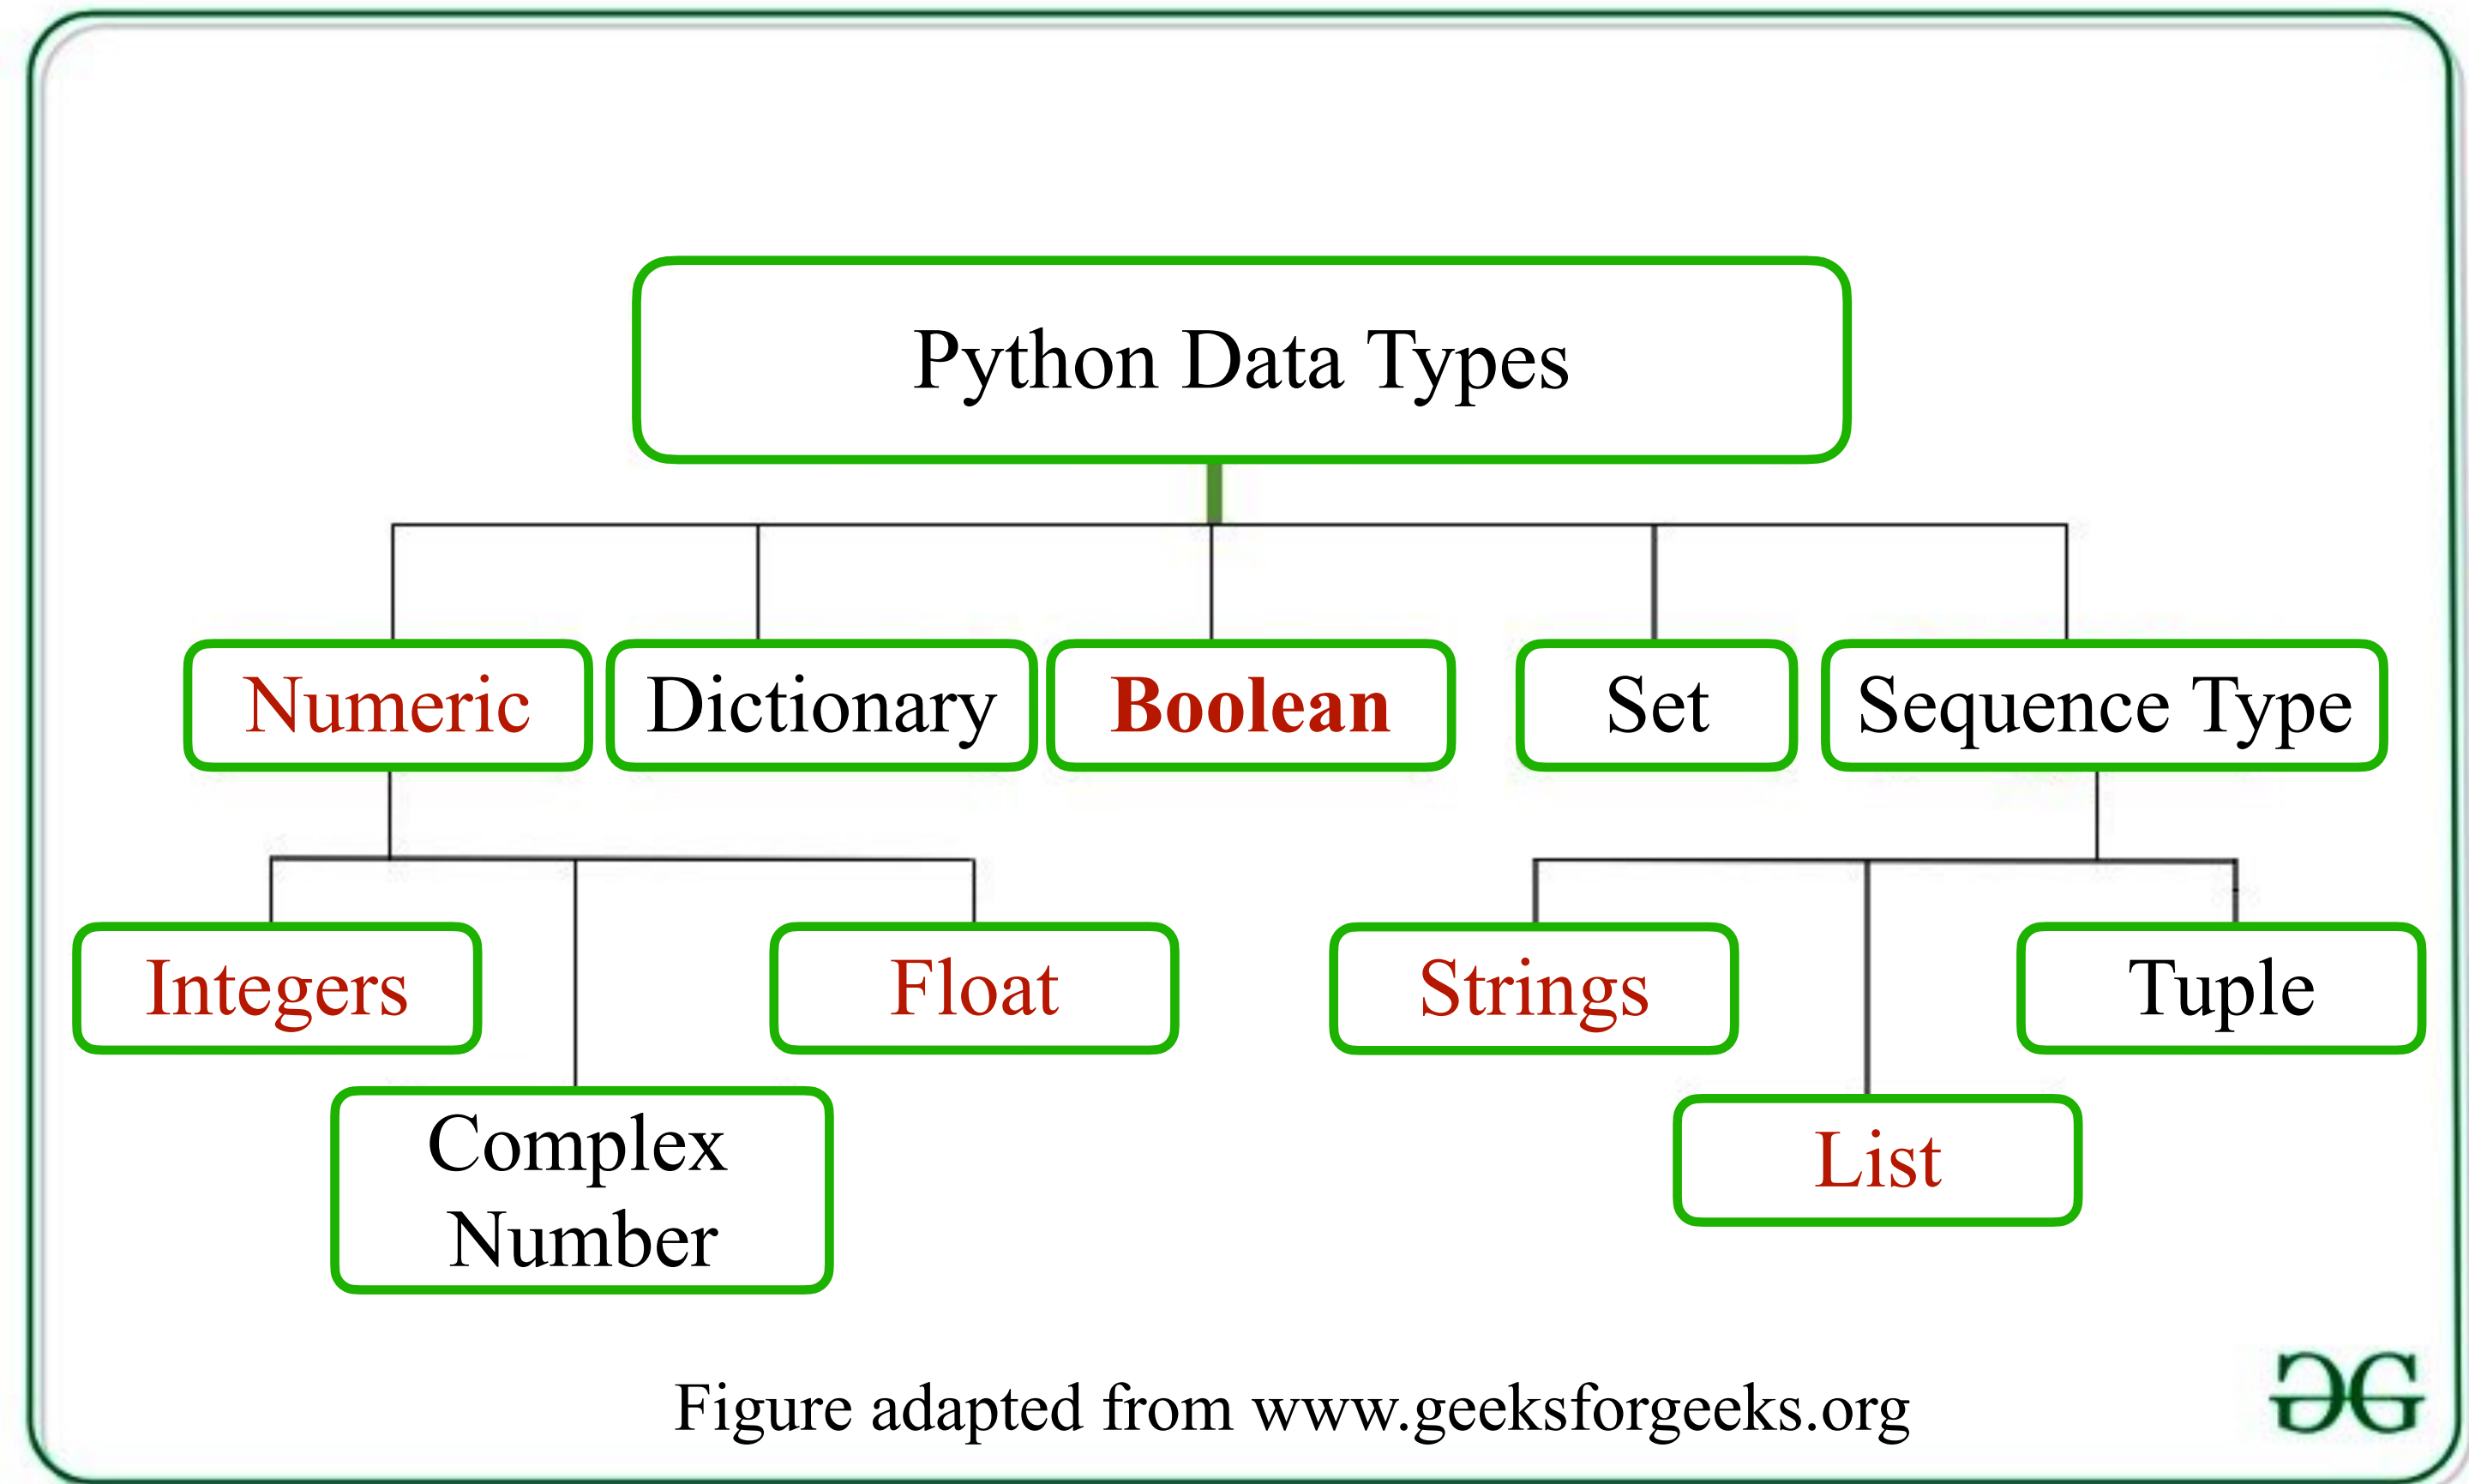 Python Data Types
Numeric
Dictionary
Boolean
Set
Sequence Type
Integers
Float
Strings
Tuple
Complex
Number
List
Figure adapted from www.geeksforgeeks.org